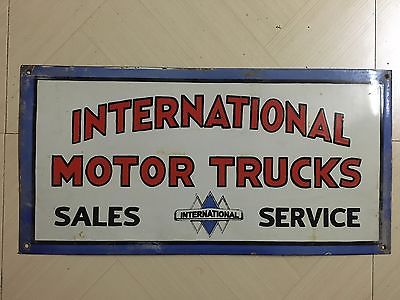 INTERNATIONAL
MOTOR TRUCKS
SALES INTERNATIONAL SERVICE